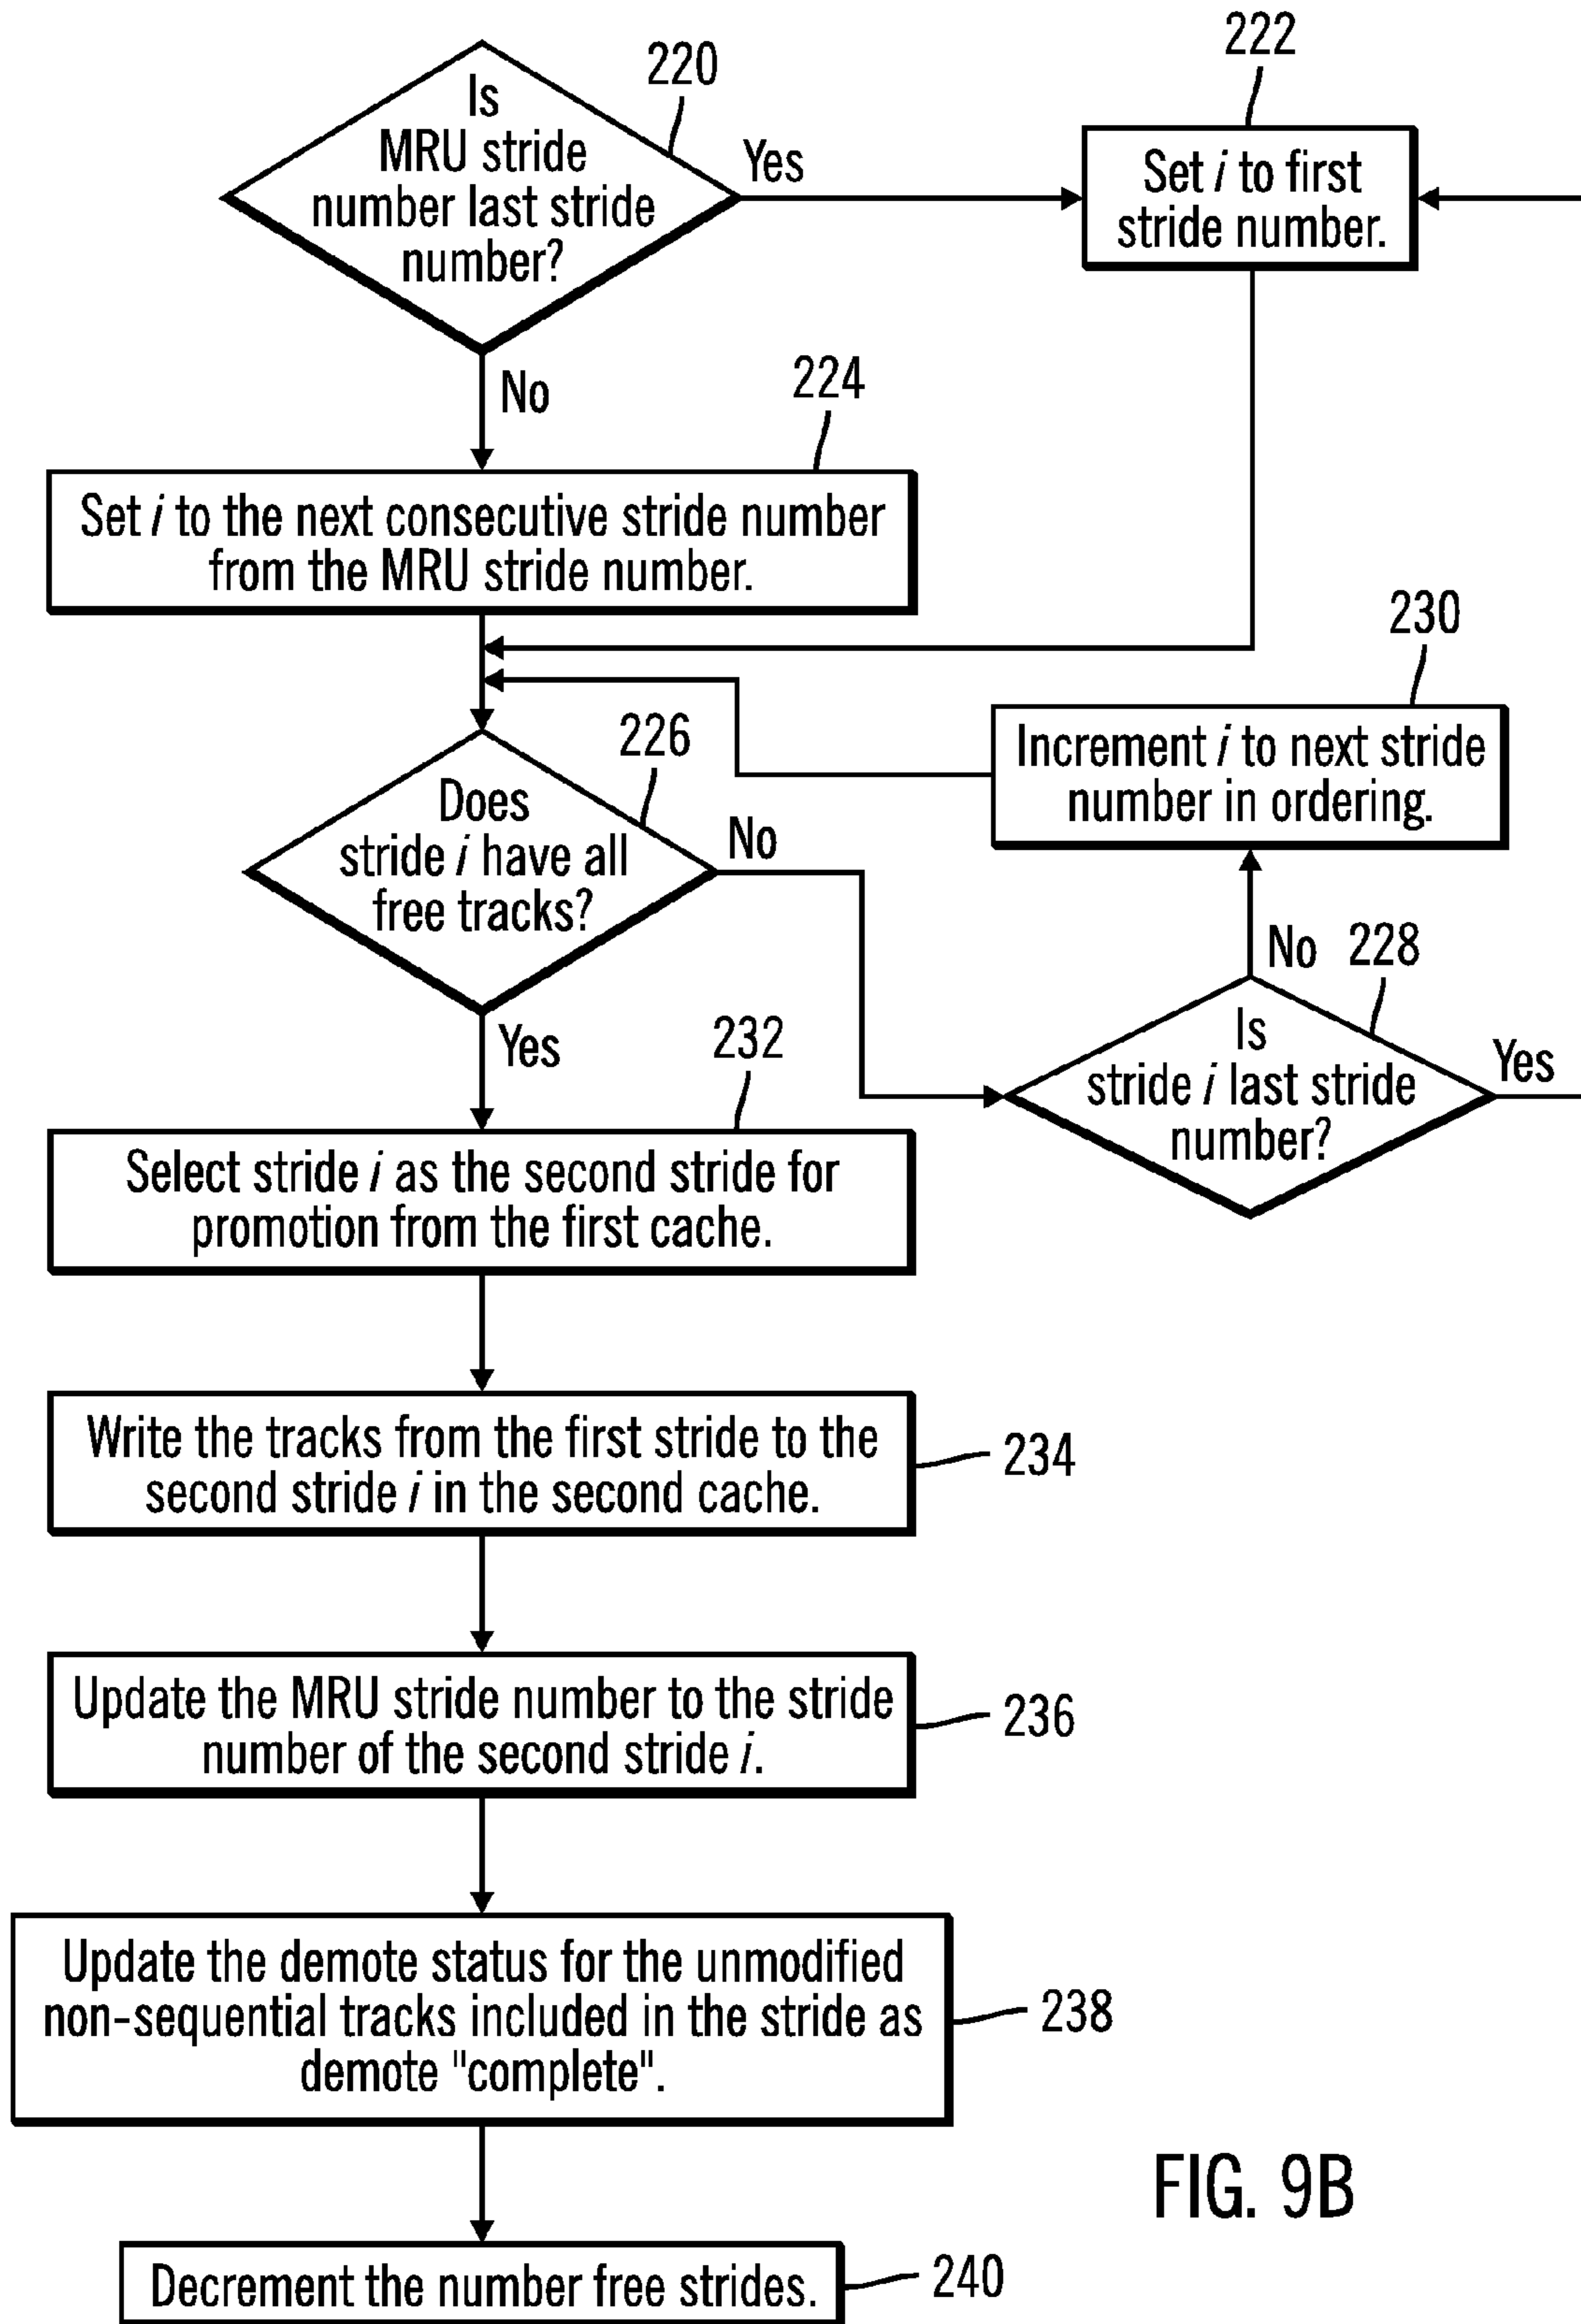 220
Is
MRU stride
number last stride
number?
Yes
222
Set i to first
stride number.
No
224
Set i to the next consecutive stride number
from the MRU stride number.
226
Does
stride i have all
free tracks?
No
230
Increment i to next stride
number in ordering.
No
228
Is
stride i last stride
number?
Yes
Yes
232
Select stride i as the second stride for
promotion from the first cache.
Write the tracks from the first stride to the
second stride i in the second cache.
234
Update the MRU stride number to the stride
number of the second stride i.
236
Update the demote status for the unmodified
non-sequential tracks included in the stride as
demote "complete".
238
Decrement the number free strides.
240
FIG. 9B